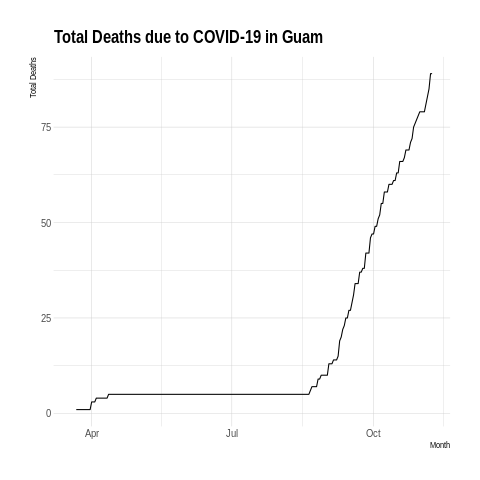 Total Deaths due to COVID-19 in Guam
Total Deaths
75
50
25
0
Apr
Jul
Oct
Month